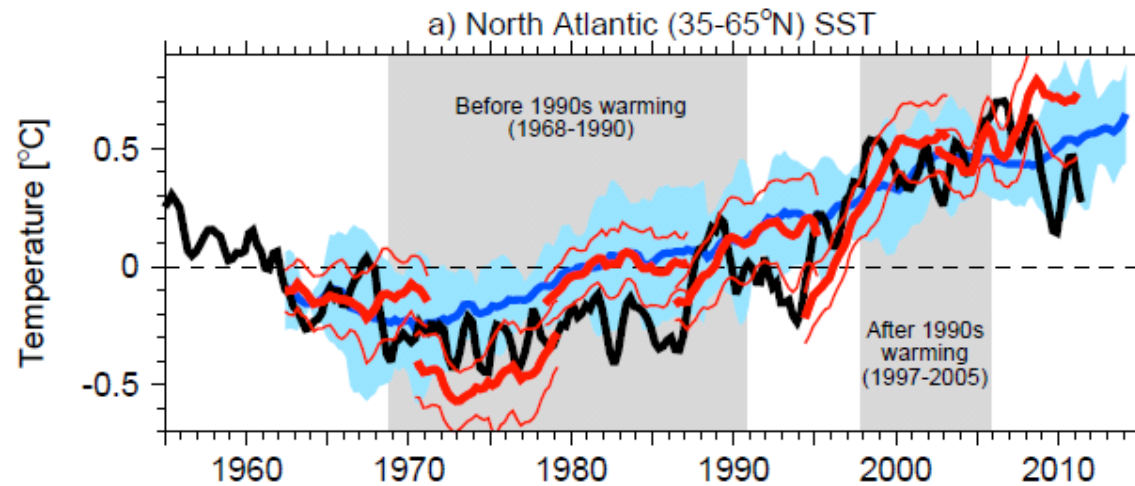 a) North Atlantic (35-65°N) SST
Temperature [°C]
0.5
0
-0.5
Before 1990s warming
(1968-1990)
After 1990s
warming
(1997-2005)
1960 1970 1980 1990 2000 2010